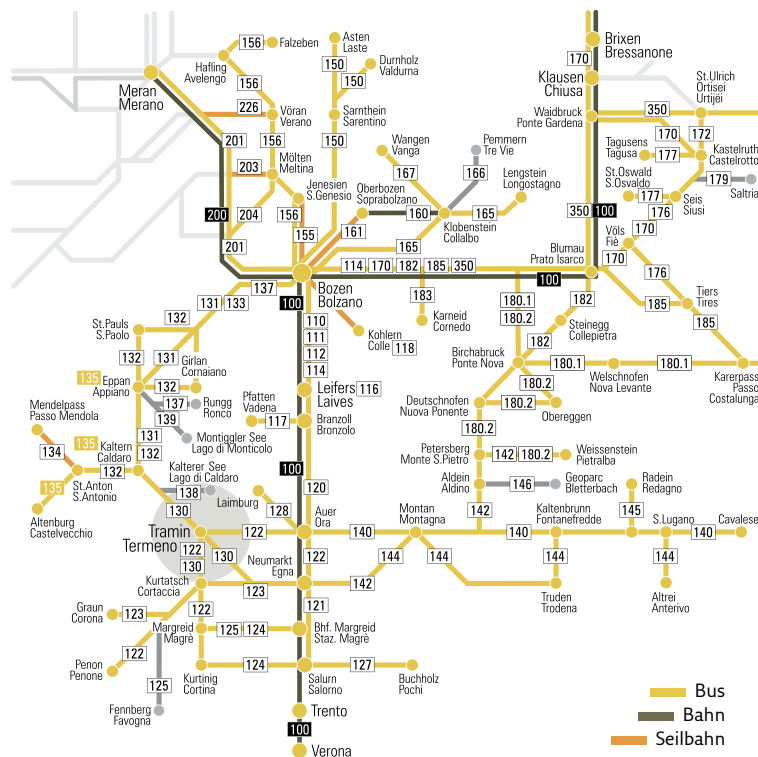 Asten
Laste
156
Falzeben
Brixen
Bressanone
Hafling
Avelengo
150
Durnholz
Valdurna
170
150
Klausen
Chiusa
St.Ulrich
Ortisei
Urtijëi
Meran
Merano
156
226
Vöran
Verano
Sarnthein
Sarentino
Waidbruck
Ponte Gardena
350
201
156
150
Wangen
Vanga
Pemmern
Tre Vie
170
172
Tagusens
Tagusa
177
Kastelruth
Castelrotto
203
Mölten
Meltina
167
166
Lengstein
Longostagno
St.Oswald
S.Osvaldo
179
Saltria
Jenesien
S.Genesio
Oberbozen
Soprabolzano
177
Seis
Siusi
200
204
156
160
165
350
100
176
161
Klobenstein
Collalbo
170
201
155
165
Völs
Fiè
Blumau
Prato Isarco
170
114
170
182
185
350
176
137
Bozen
Bolzano
100
100
183
180.1
182
185
Tiers
Tires
131
133
132
110
180.2
185
St.Pauls
S.Paolo
111
Karneid
Cornedo
Steinegg
Collepietra
112
Kohlern
Colle
118
182
132
131
Girlan
Cornaiano
114
Birchabruck
Ponte Nova
180.1
180.1
135
Eppan
Appiano
132
Leifers
Laives
116
180.2
Welschnofen
Nova Levante
Karerpass
Passo
Costalunga
137
Rungg
Ronco
Pfatten
Vadena
Deutschnofen
Nuova Ponente
180.2
Obereggen
Mendelpass
Passo Mendola
139
117
Branzoll
Bronzolo
180.2
131
Montiggler See
Lago di Monticolo
134
135
Kaltern
Caldaro
132
Petersberg
Monte S.Pietro
142
180.2
Weissenstein
Pietralba
132
Kalterer See
Lago di Caldaro
100
St.Anton
S.Antonio
135
138
120
Aldein
Aldino
146
Geoparc
Bletterbach
Radein
Redagno
130
Laimburg
128
Altenburg
Castelvecchio
Auer
Ora
142
Montan
Montagna
Kaltenbrunn
Fontanefredde
145
S.Lugano
Cavalese
Tramin
Termeno
122
140
140
140
122
130
130
Neumarkt
Egna
122
144
144
144
144
Kurtatsch
Cortaccia
123
142
Truden
Trodena
Altrei
Anterivo
Graun
Corona
123
122
121
Margreid
Magrè
125
124
Bhf. Margreid
Staz. Magrè
122
Penon
Penone
124
127
125
Kurtinig
Cortina
Salurn
Salorno
Buchholz
Pochi
Fennberg
Favogna
Trento
100
Verona
Bus
Bahn
Seilbahn